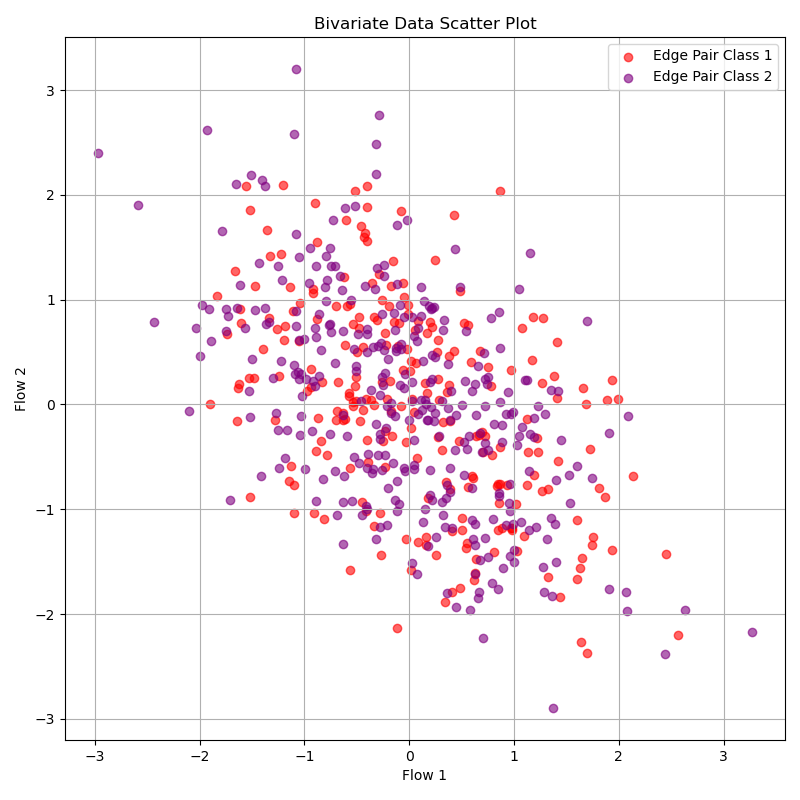 Bivariate Data Scatter Plot
Edge Pair Class 1
Edge Pair Class 2
3
2
1
0
−1
−2
−3
Flow 2
−3 −2 −1 0 1 2 3
Flow 1